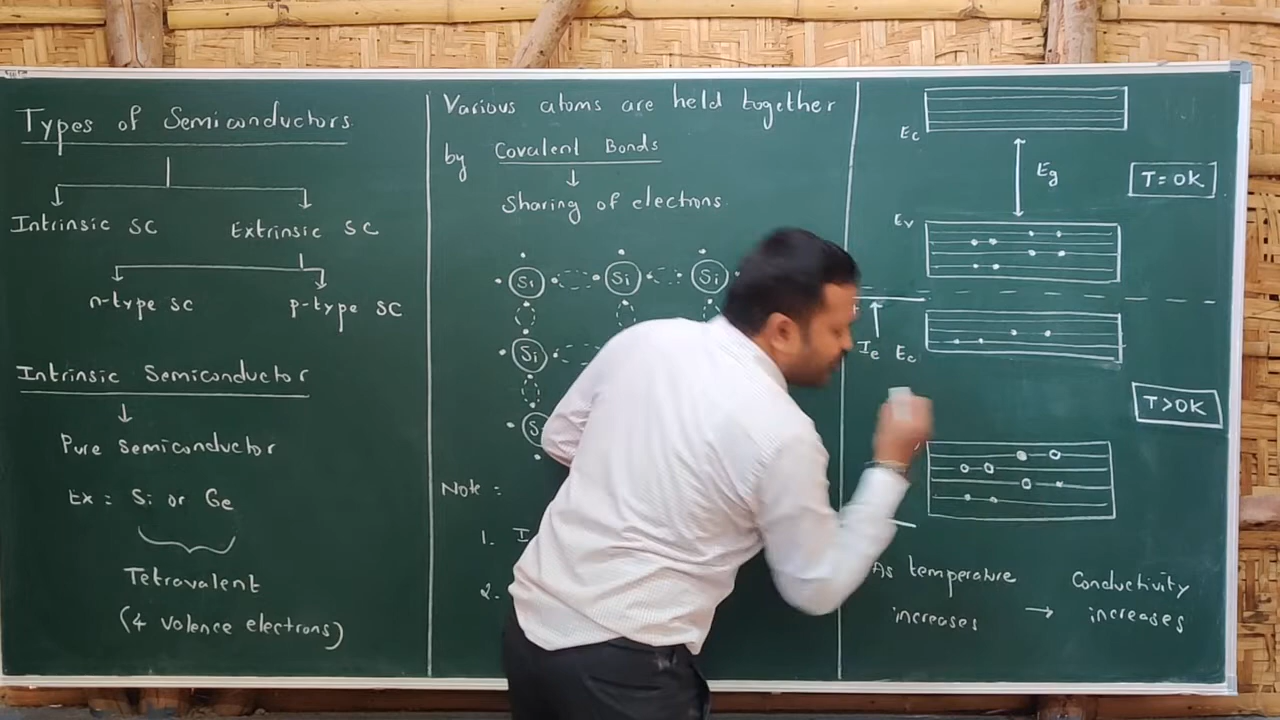 Types of Semiconductors
Intrinsic SC
Extrinsic SC
n-type SC
p-type SC
Intrinsic Semiconductor
Pure Semiconductor
Ex = Si or Ge
Tetravalent
(4 valence electrons)
Various atoms are held together
by Covalent Bonds
Sharing of electrons
Si Si Si
Si
Note :
1.
2.
Ec
Eg
T=0K
Ev
Ie Ec
T>0K
As temperature
increases → Conductivity
increases